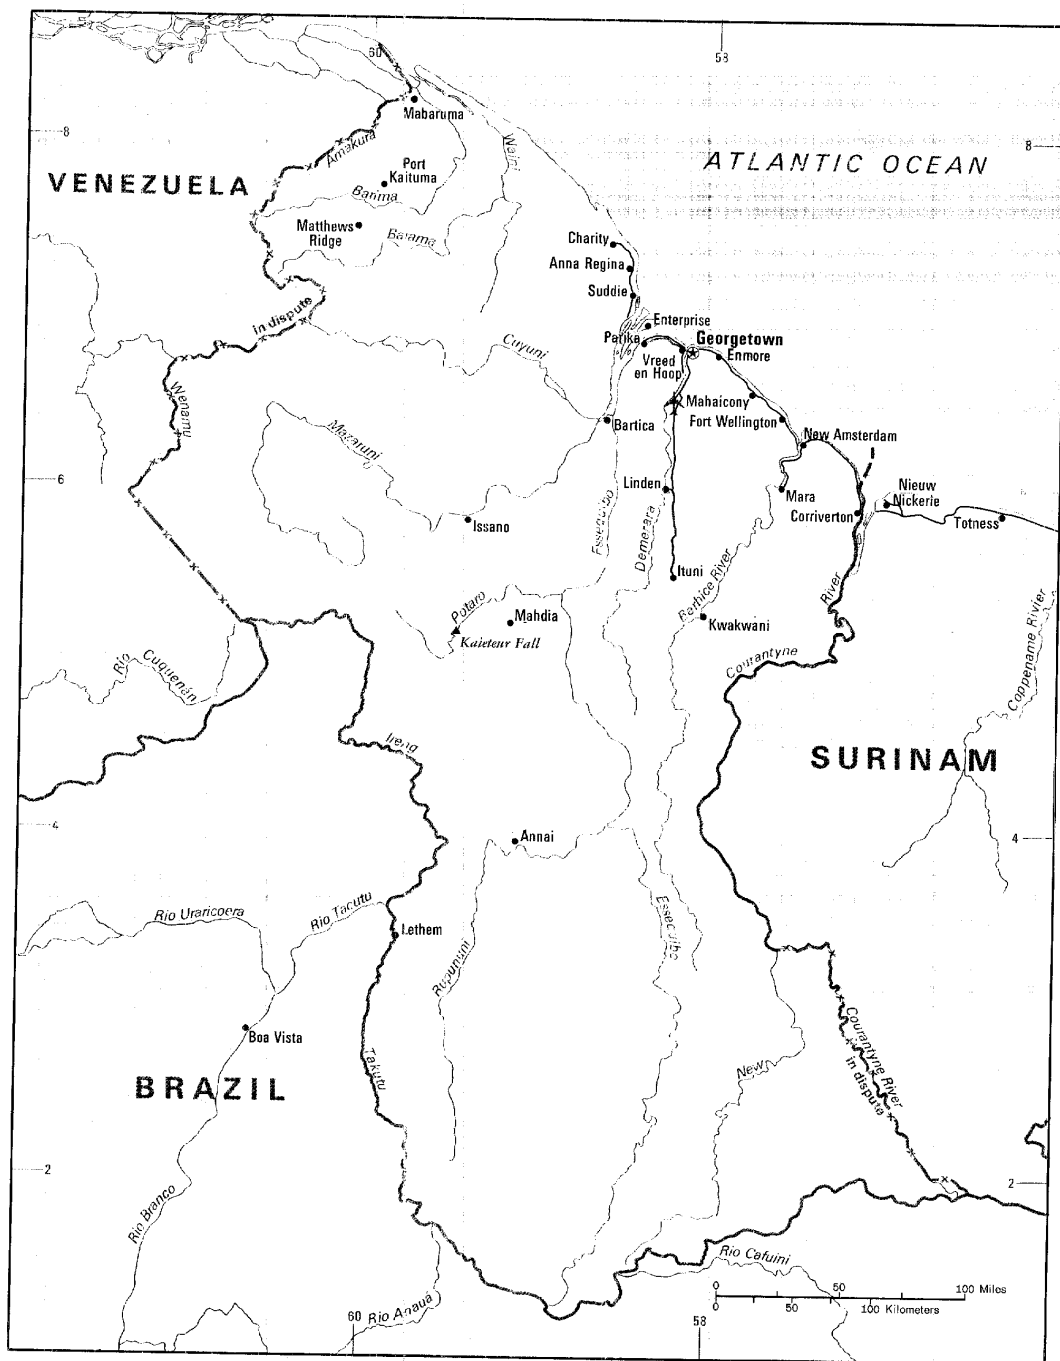 60
58
8
8
Mabaruma
Amakura
Waini
ATLANTIC OCEAN
VENEZUELA
Port
Kaituma
Barima
Matthews
Ridge
Barama
Charity
Anna Regina
Suddie
in dispute
Enterprise
Parika
Georgetown
Cuyuni
Vreed
en Hoop
Enmore
Wenamu
Mahaicony
Bartica
Fort Wellington
Mazaruni
New Amsterdam
6
Linden
Mara
Nieuw
Nickerie
Corriverton
Totness
Issano
Essequibo
Demerara
Ituni
Berbice River
River
Potaro
Mahdia
Kwakwani
Kaieteur Fall
Rio
Cuquenán
Courantyne
Coppename Rivier
Ireng
SURINAM
4
Annai
4
Rio Uraricoera
Rio Tacutu
Lethem
Essequibo
Rupununi
Boa Vista
Courantyne River
in dispute
Takutu
New
BRAZIL
2
2
Rio Branco
Rio Cafuini
0
50
100 Miles
0
50
100 Kilometers
Rio Anauá
60
58